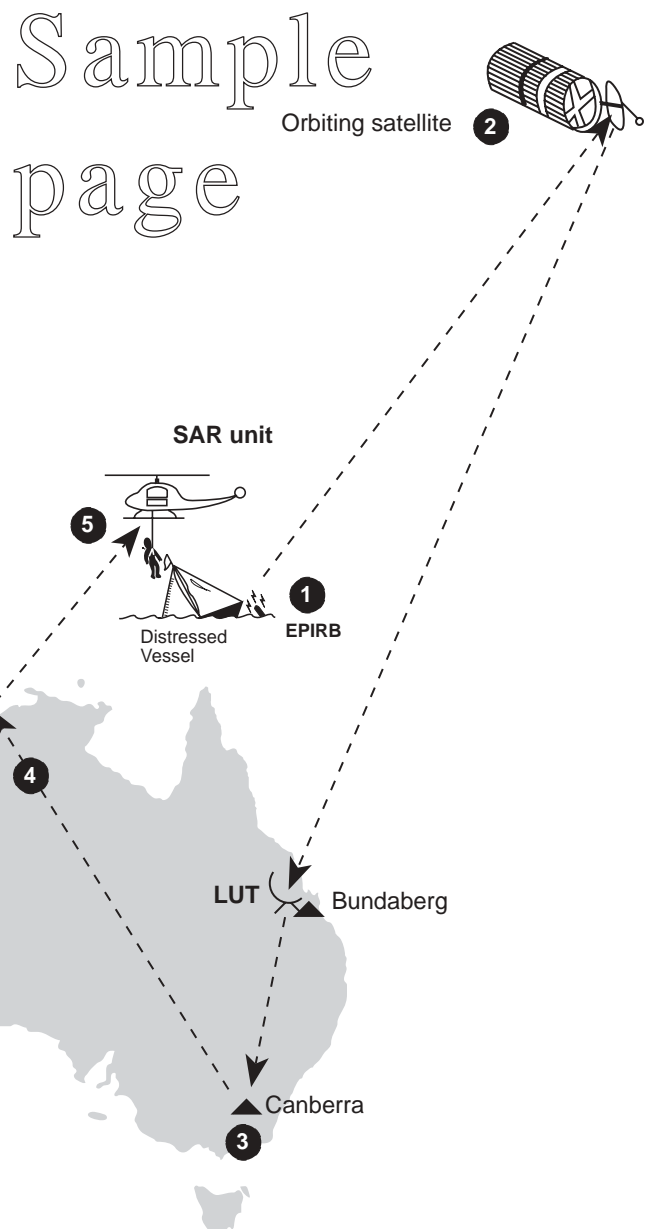 Sample
page
Orbiting satellite 2
SAR unit
5
1
EPIRB
Distressed
Vessel
4
LUT
Bundaberg
Canberra
3